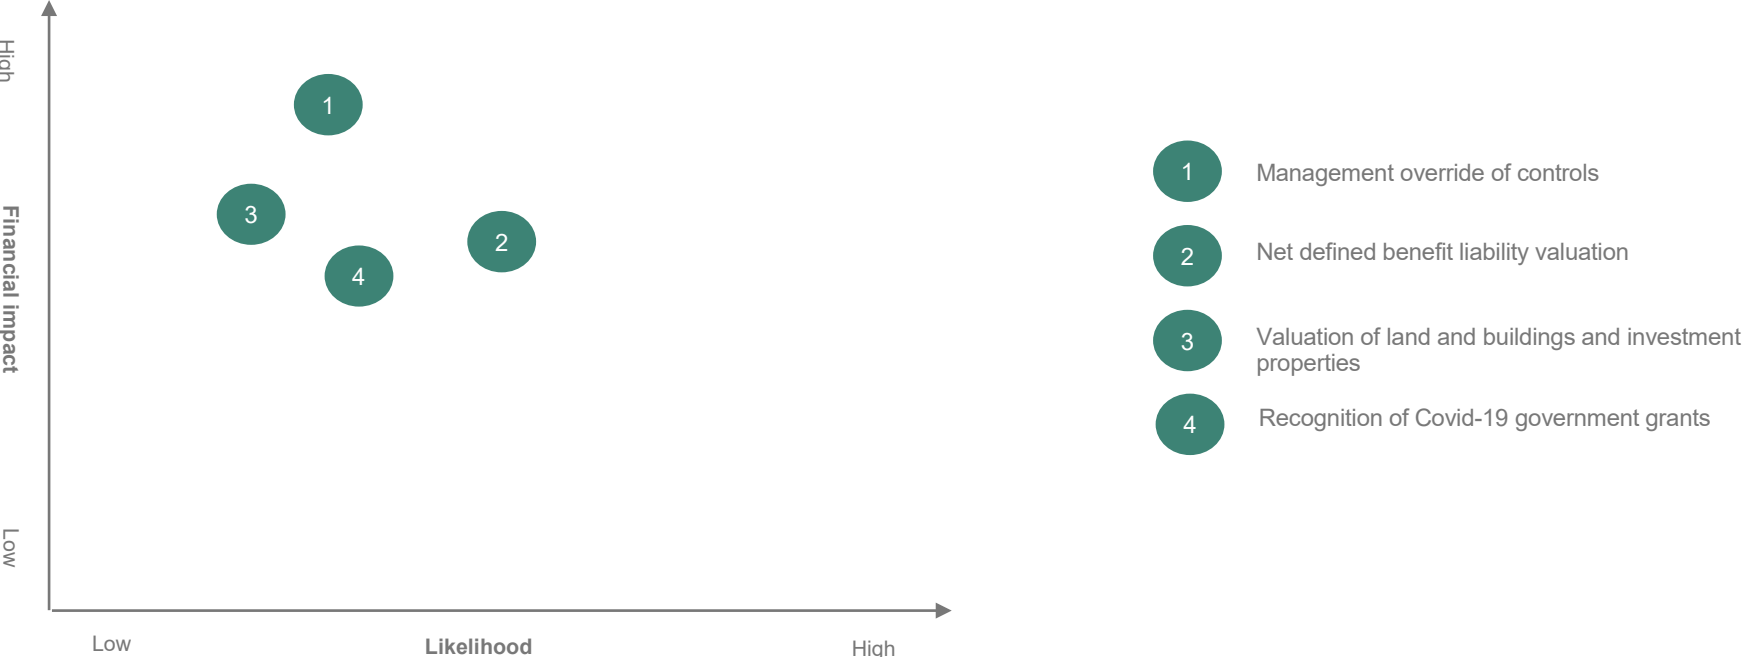 High
Financial impact
Low
1
3
2
4
Low
Likelihood
High
1
Management override of controls
2
Net defined benefit liability valuation
3
Valuation of land and buildings and investment
properties
4
Recognition of Covid-19 government grants